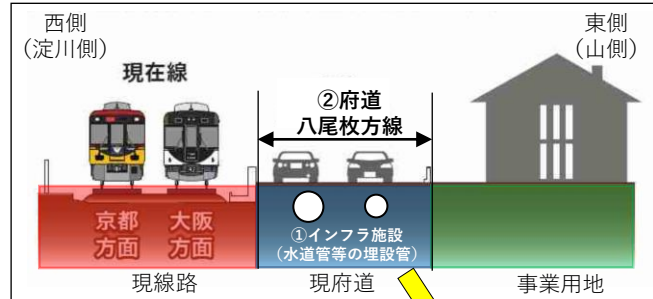 西側
（淀川側）
東側
（山側）
現在線
②府道
八尾枚方線
京都
方面
大阪
方面
①インフラ施設
（水道管等の埋設管）
現線路
現府道
事業用地